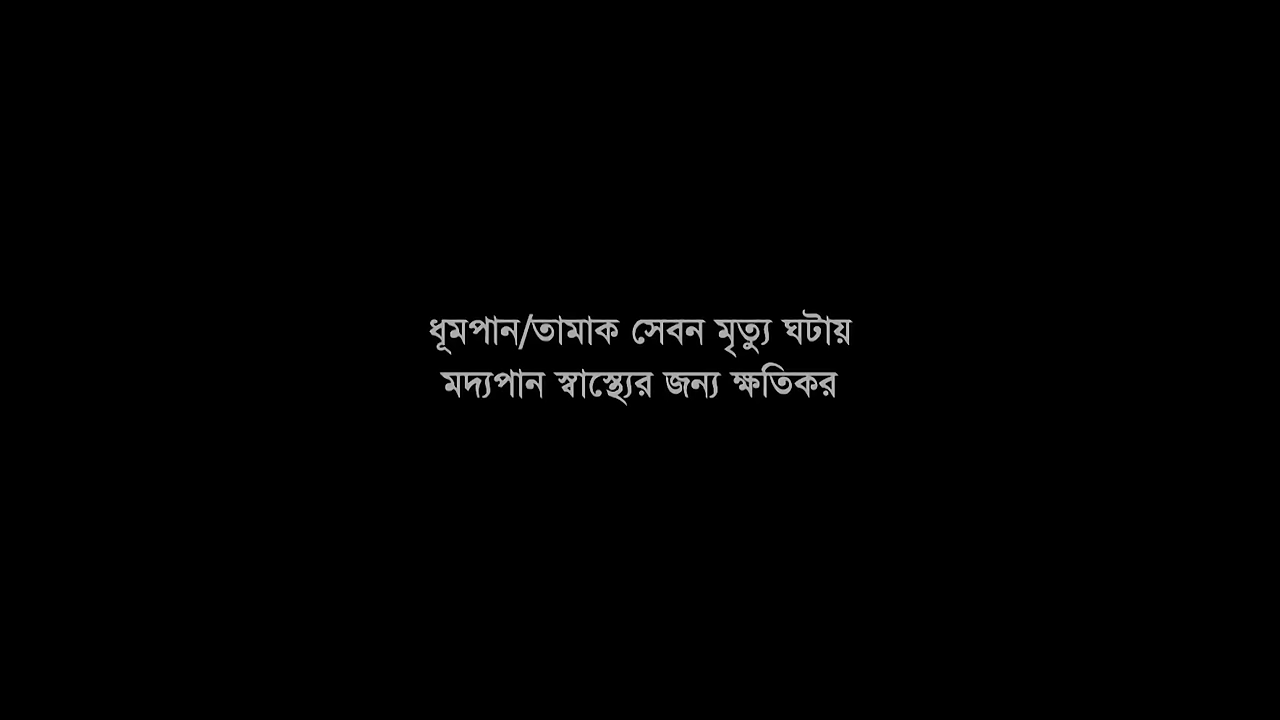 ধূমপান/তামাক সেবন মৃত্যু ঘটায়
মদ্যপান স্বাস্থ্যের জন্য ক্ষতিকর